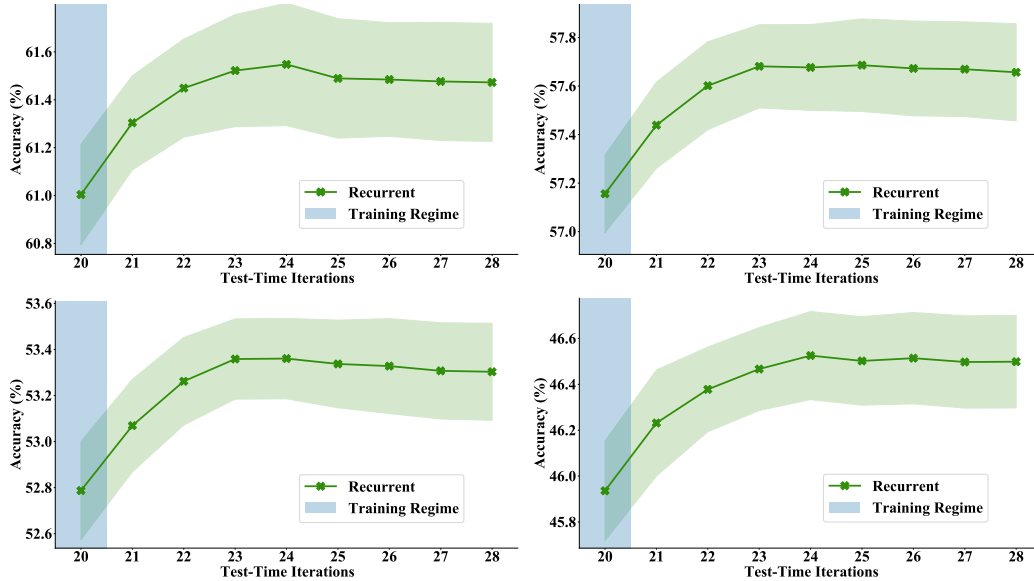 61.6
61.4
61.2
61.0
60.8
Accuracy (%)
Recurrent
Training Regime
20 21 22 23 24 25 26 27 28
Test-Time Iterations
57.8
57.6
57.4
57.2
57.0
Accuracy (%)
Recurrent
Training Regime
20 21 22 23 24 25 26 27 28
Test-Time Iterations
53.6
53.4
53.2
53.0
52.8
52.6
Accuracy (%)
Recurrent
Training Regime
20 21 22 23 24 25 26 27 28
Test-Time Iterations
46.6
46.4
46.2
46.0
45.8
Accuracy (%)
Recurrent
Training Regime
20 21 22 23 24 25 26 27 28
Test-Time Iterations